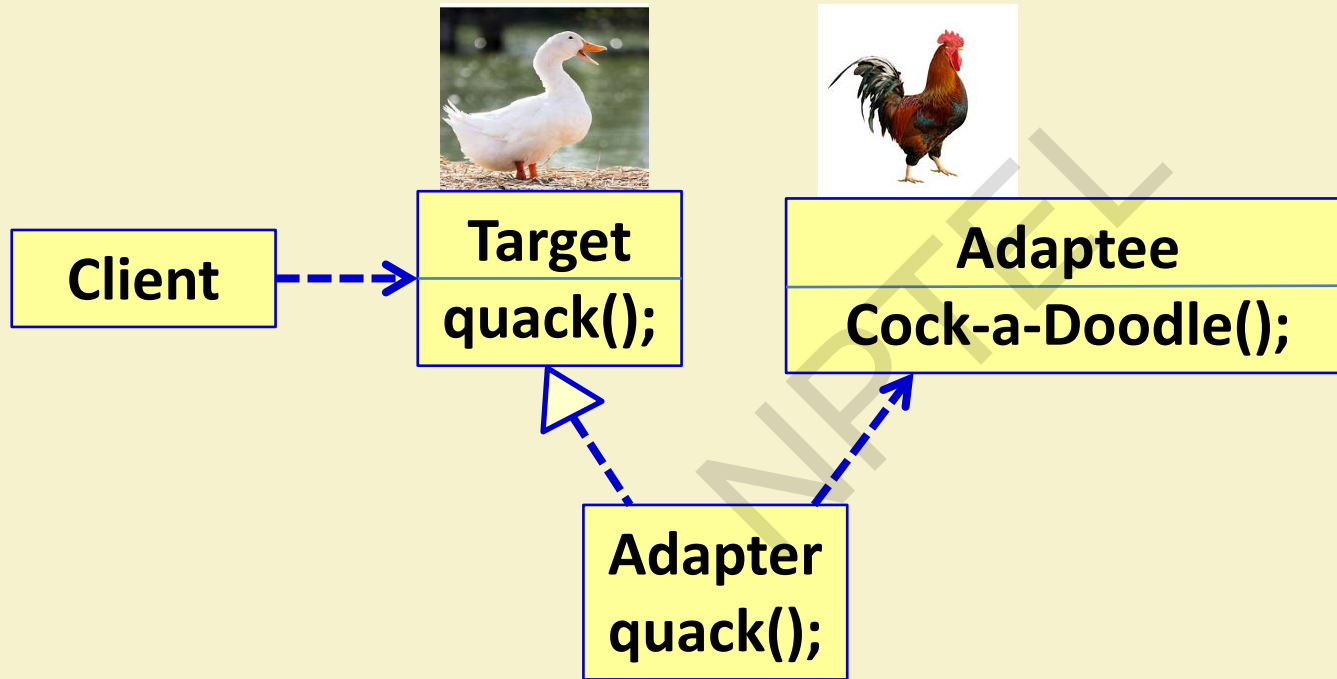 Client
Target
quack();
Adaptee
Cock-a-Doodle();
Adapter
quack();
NPTEL